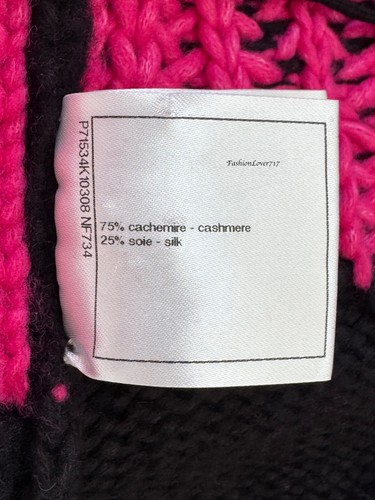 P71534K10308 NF734
FashionLover717
75% cachemire - cashmere
25% soie - silk